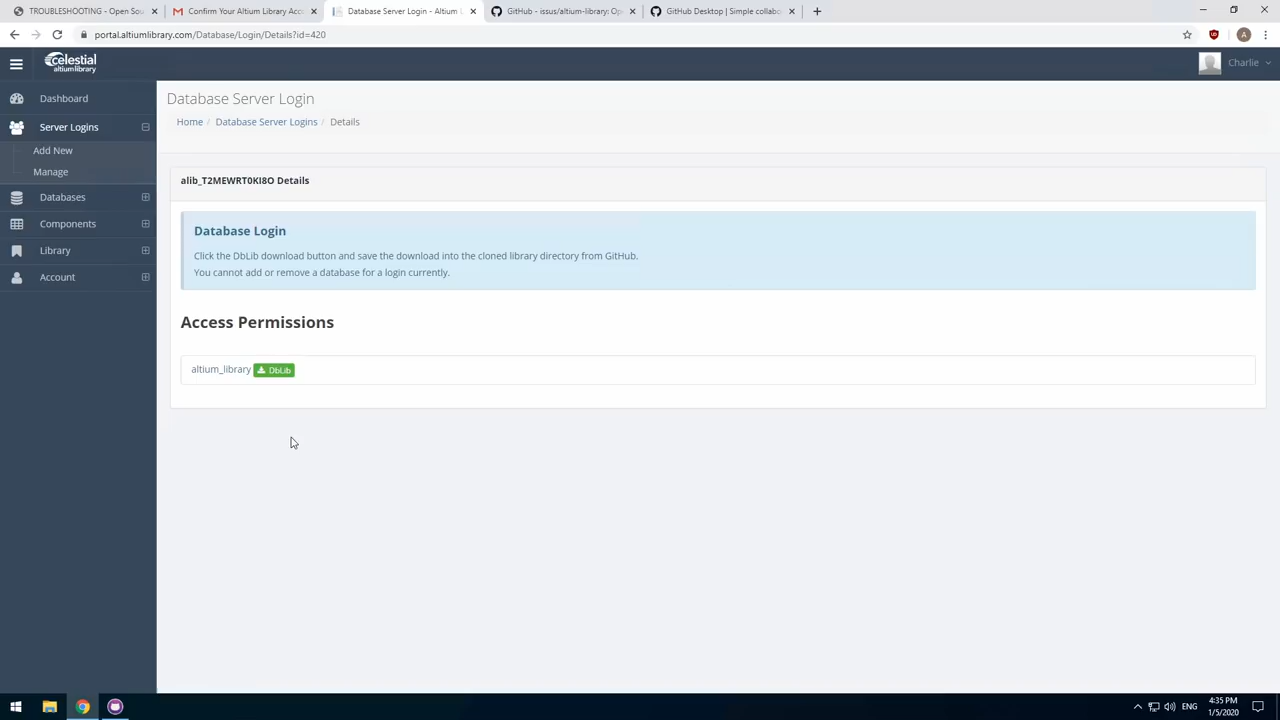 TROUBLESHOOTING - Open Sou
Confirm Your Altium Library Acco
Database Server Login - Altium L
GitHub - issus/altium-library: Op
GitHub Desktop | Simple collabo
portal.altiumlibrary.com/Database/Login/Details?id=420
A
celestial
altium library
Charlie
Dashboard
Server Logins
Add New
Manage
Databases
Components
Library
Account
Database Server Login
Home / Database Server Logins / Details
alib_T2MEWRT0KI8O Details
Database Login
Click the DbLib download button and save the download into the cloned library directory from GitHub.
You cannot add or remove a database for a login currently.
Access Permissions
altium_library DbLib
ENG
4:35 PM
1/5/2020